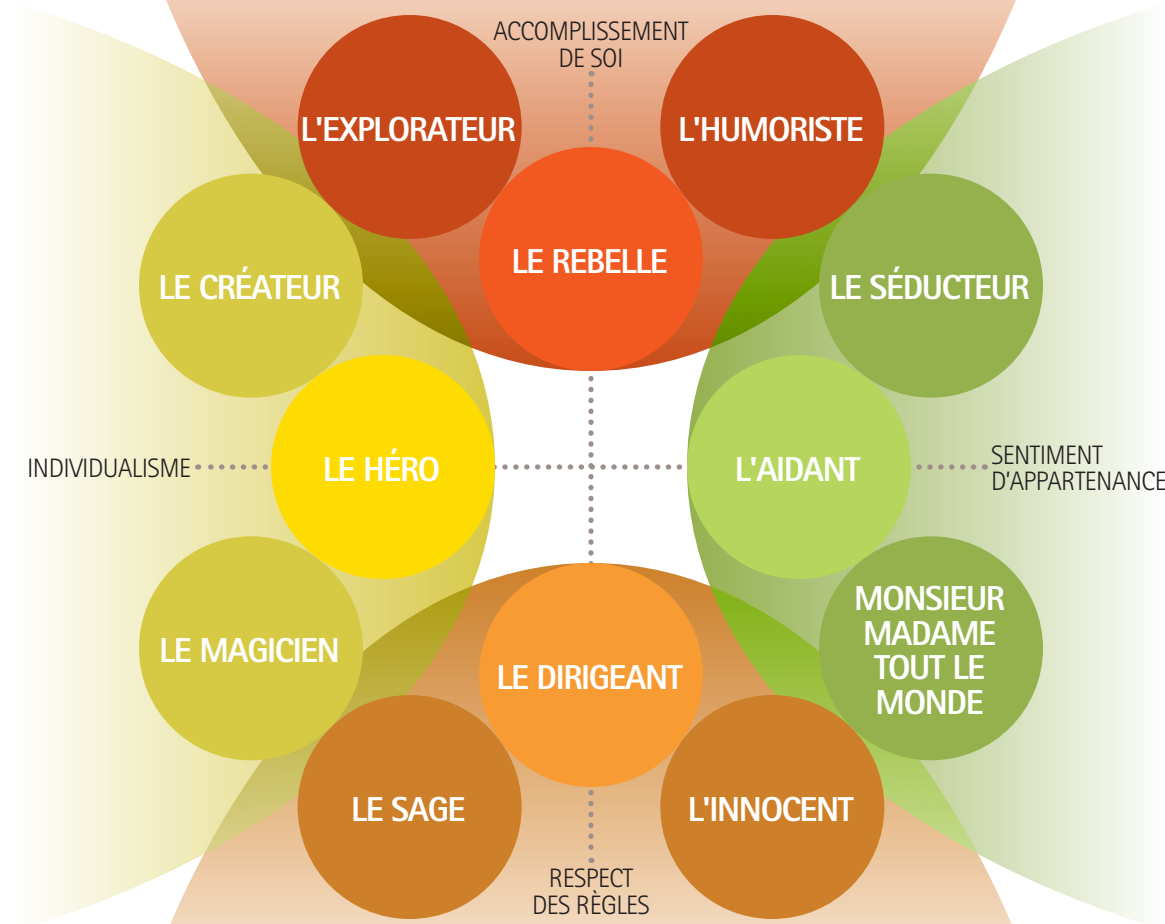 ACCOMPLISSEMENT
DE SOI
L'EXPLORATEUR
L'HUMORISTE
LE REBELLE
LE CRÉATEUR
LE SÉDUCTEUR
INDIVIDUALISME
LE HÉRO
L'AIDANT
SENTIMENT
D'APPARTENANCE
LE MAGICIEN
LE DIRIGEANT
MONSIEUR
MADAME
TOUT LE
MONDE
LE SAGE
L'INNOCENT
RESPECT
DES RÈGLES